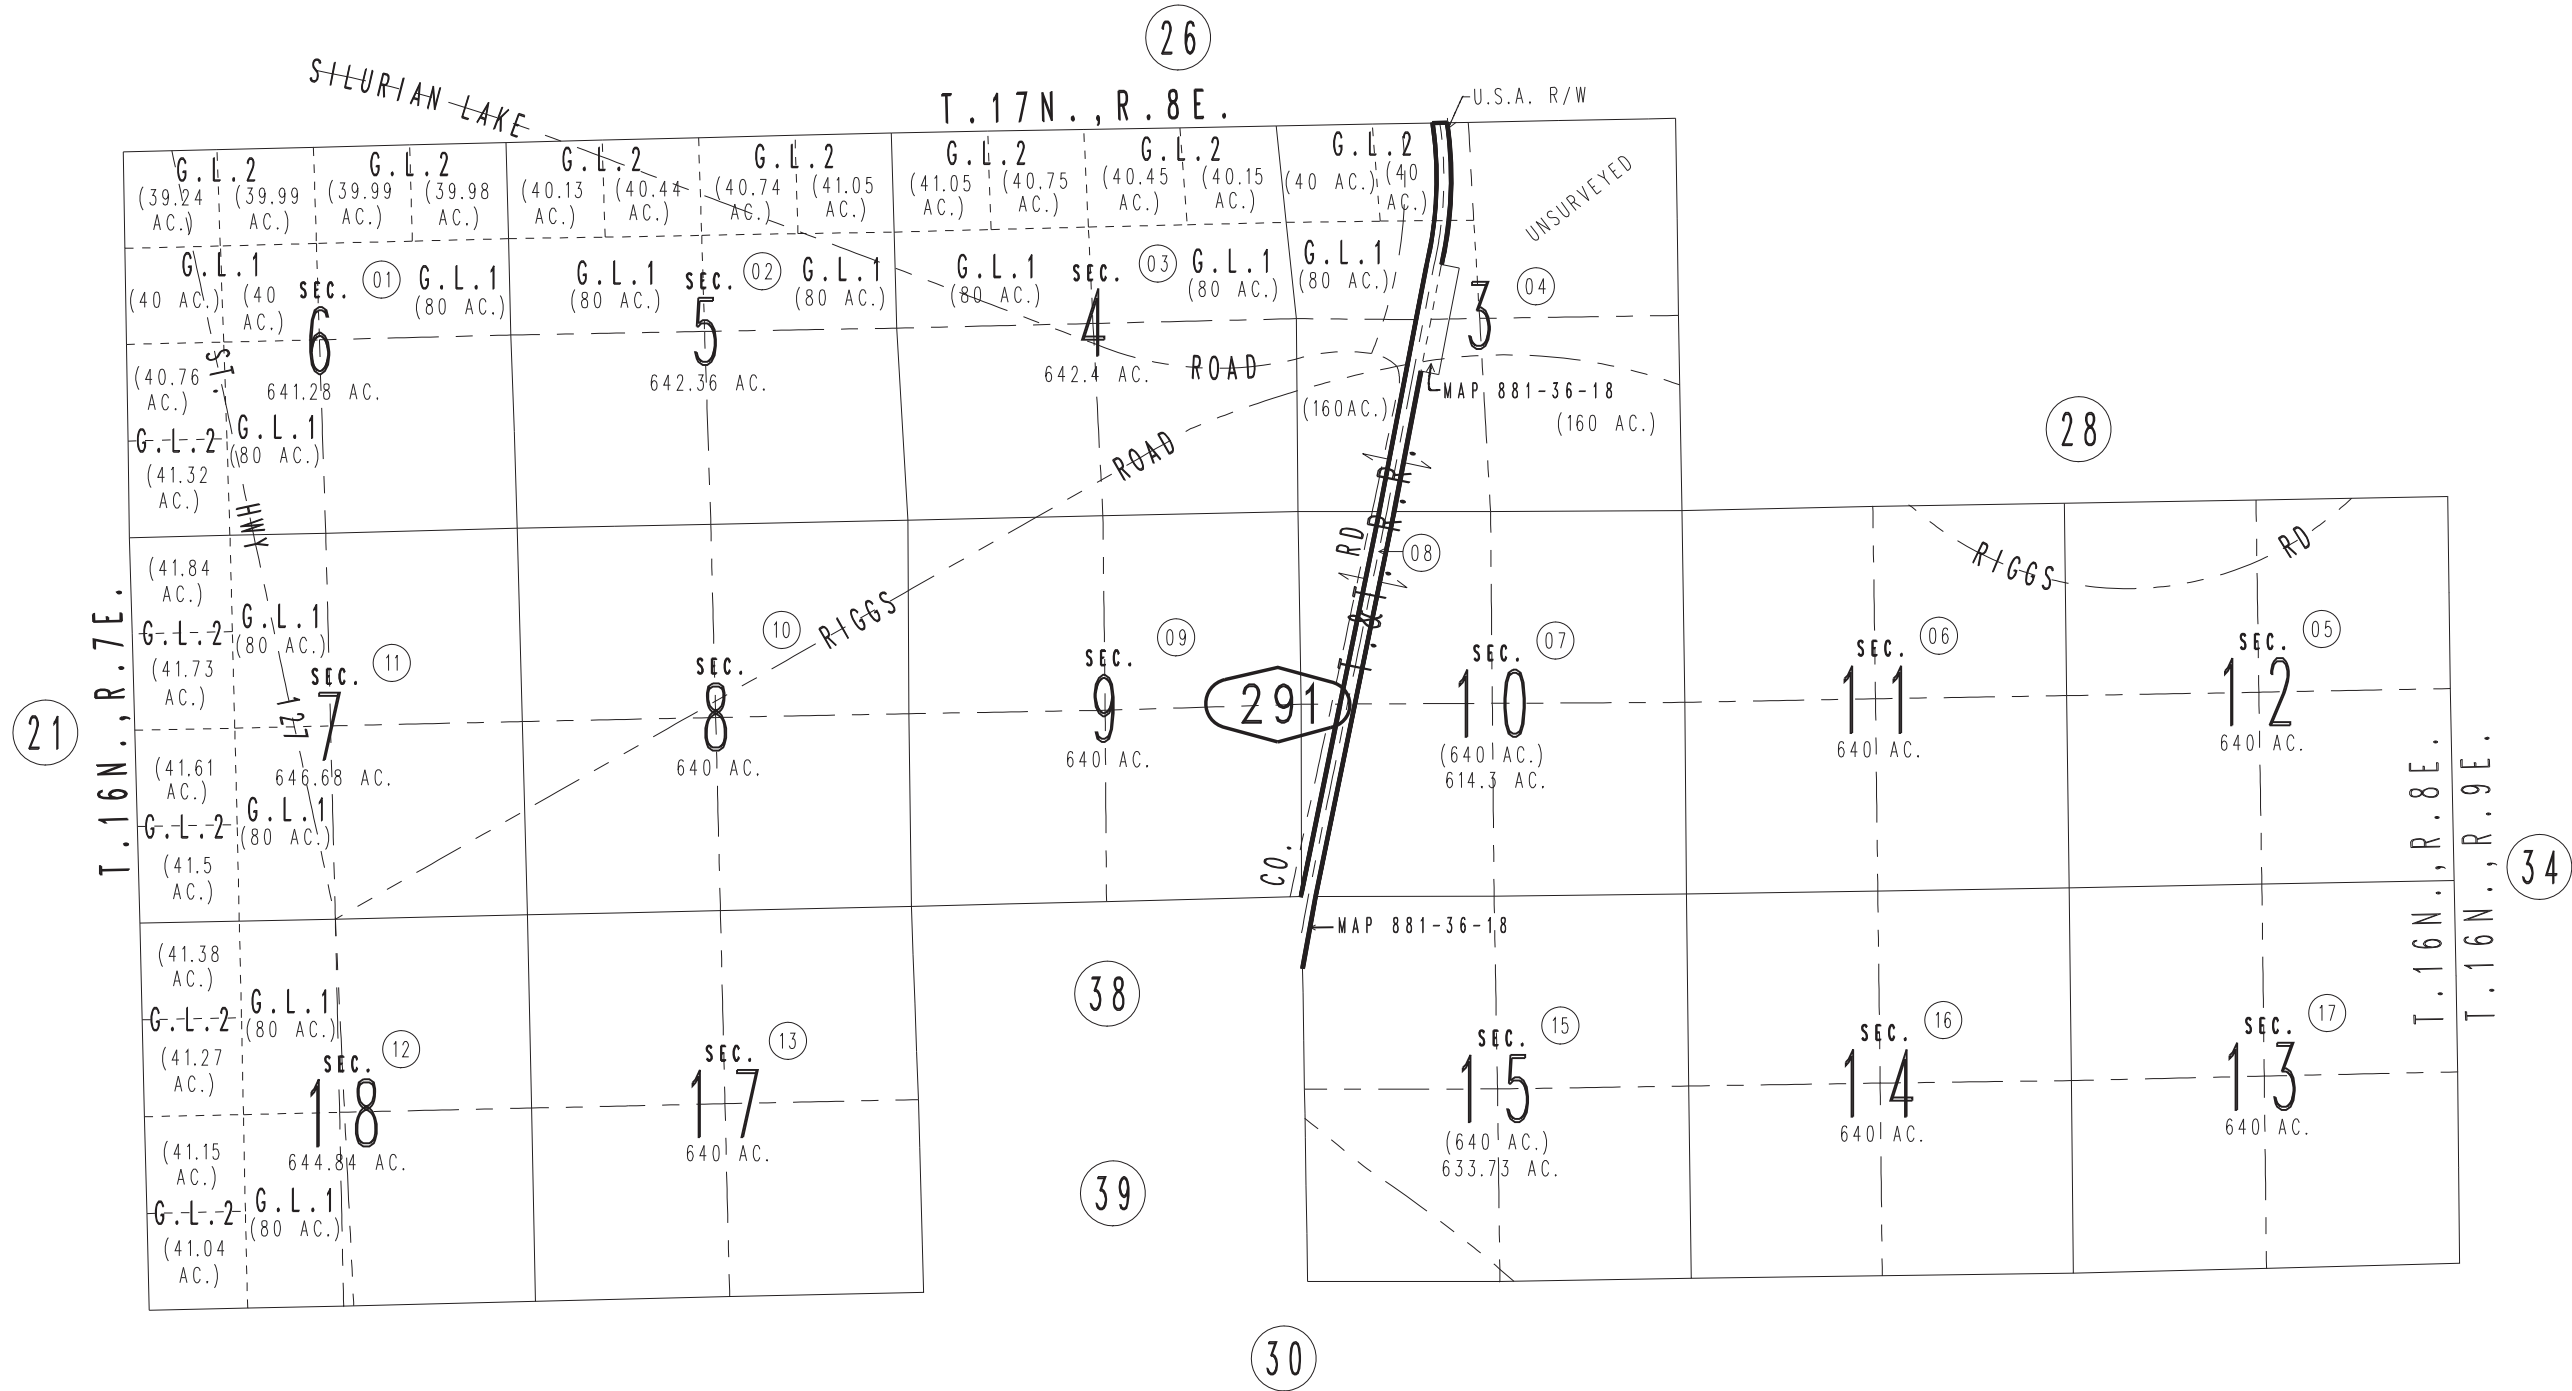 26
SILURIAN LAKE
T.17N.,R.8E.
U.S.A. R/W
G.L.2
(39.24
AC.)
(39.99
AC.)
G.L.2
(39.99
AC.)
(39.98
AC.)
G.L.2
(40.13
AC.)
(40.44
AC.)
G.L.2
(40.74
AC.)
(41.05
AC.)
G.L.2
(41.05
AC.)
(40.75
AC.)
G.L.2
(40.45
AC.)
(40.15
AC.)
G.L.2
(40 AC.)
(40
AC.)
UNSURVEYED
G.L.1
(40 AC.)
(40
AC.)
SEC.
01
6
641.28 AC.
G.L.1
(80 AC.)
G.L.1
(80 AC.)
SEC.
02
5
642.36 AC.
G.L.1
(80 AC.)
G.L.1
(80 AC.)
SEC.
03
4
642.4 AC.
G.L.1
(80 AC.)
G.L.1
(80 AC.)
04
3
ROAD
MAP 881-36-18
(160AC.)
(160 AC.)
(40.76
AC.)
G.L.2
(41.32
AC.)
G.L.1
(80 AC.)
ST.
HWY
127
ROAD
RIGGS
28
RIGGS
RD
T.16N.,R.7E.
21
(41.84
AC.)
G.L.2
(41.73
AC.)
G.L.1
(80 AC.)
SEC.
11
7
646.68 AC.
(41.61
AC.)
G.L.2
(41.5
AC.)
G.L.1
(80 AC.)
SEC.
10
8
640 AC.
SEC.
09
9
640 AC.
291
CO.
RD
T.&T. R.R.
08
SEC.
07
10
(640 AC.)
614.3 AC.
SEC.
06
11
640 AC.
SEC.
05
12
640 AC.
T.16N.,R.8E.
T.16N.,R.9E.
34
MAP 881-36-18
(41.38
AC.)
G.L.2
(41.27
AC.)
G.L.1
(80 AC.)
SEC.
12
18
644.84 AC.
(41.15
AC.)
G.L.2
(41.04
AC.)
G.L.1
(80 AC.)
SEC.
13
17
640 AC.
38
39
SEC.
15
15
(640 AC.)
633.73 AC.
SEC.
16
14
640 AC.
SEC.
17
13
640 AC.
30